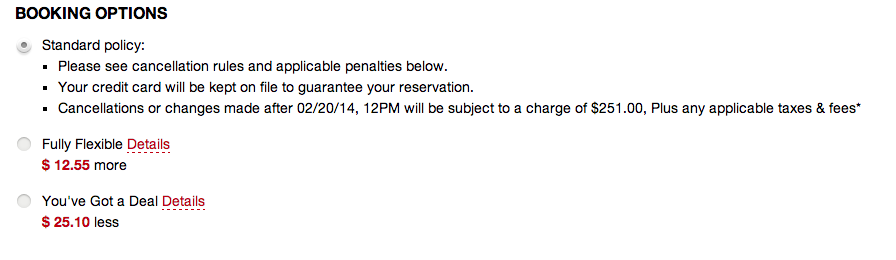 BOOKING OPTIONS
Standard policy:
▪ Please see cancellation rules and applicable penalties below.
▪ Your credit card will be kept on file to guarantee your reservation.
▪ Cancellations or changes made after 02/20/14, 12PM will be subject to a charge of $251.00, Plus any applicable taxes & fees*
Fully Flexible Details
$ 12.55 more
You've Got a Deal Details
$ 25.10 less